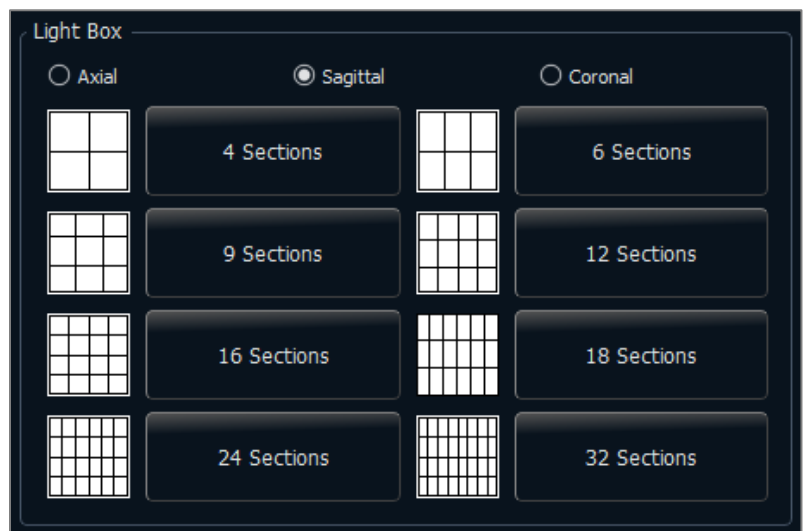 Light Box
Axial Sagittal Coronal
4 Sections 6 Sections
9 Sections 12 Sections
16 Sections 18 Sections
24 Sections 32 Sections